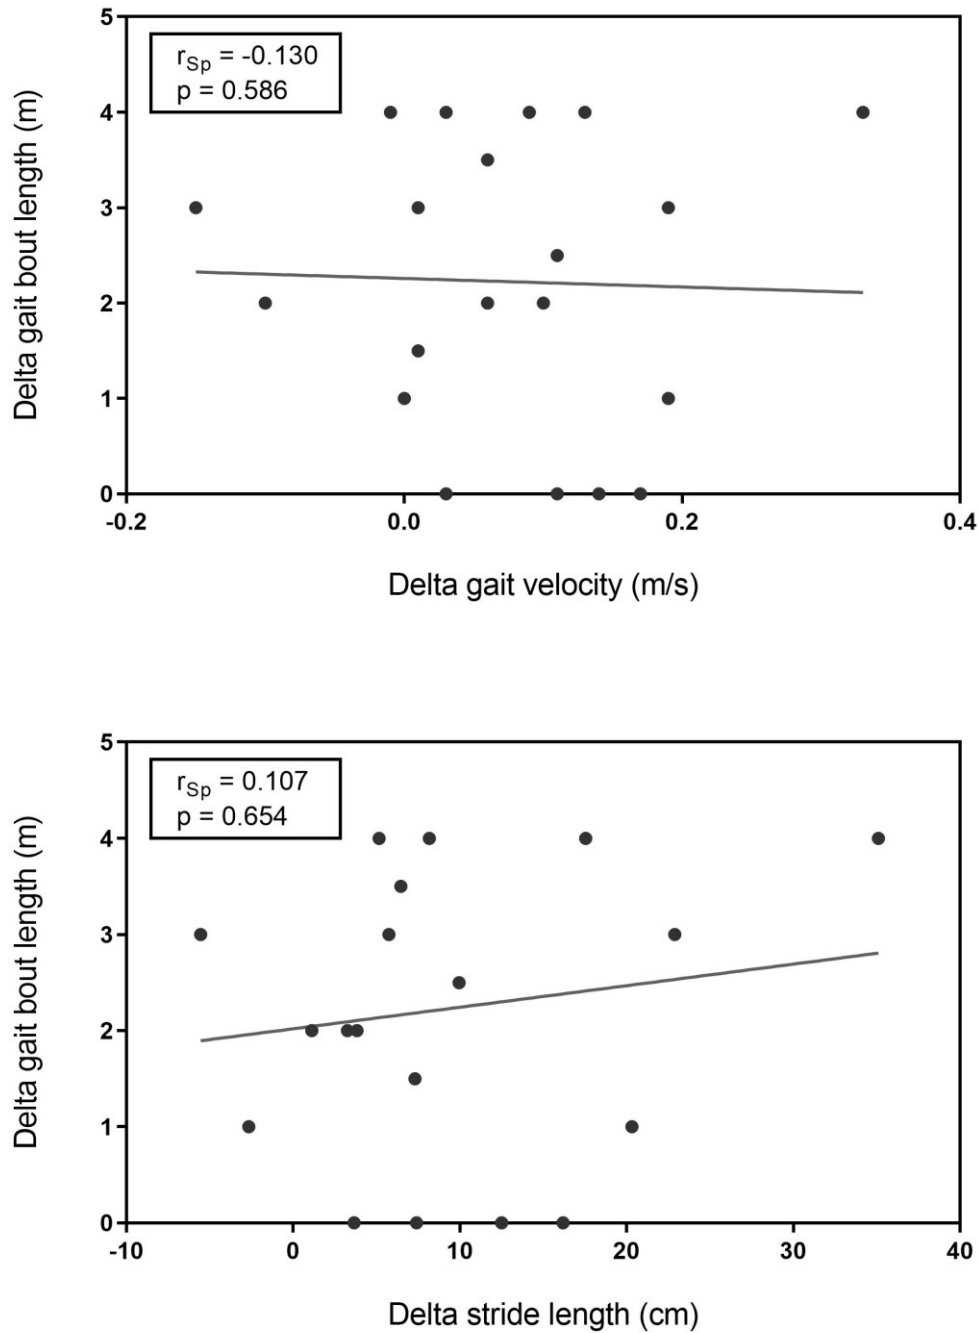 5
r_Sp = -0.130
p = 0.586
4
3
2
1
0
Delta gait bout length (m)
-0.2
0.0
0.2
0.4
Delta gait velocity (m/s)
5
r_Sp = 0.107
p = 0.654
4
3
2
1
0
Delta gait bout length (m)
-10
0
10
20
30
40
Delta stride length (cm)